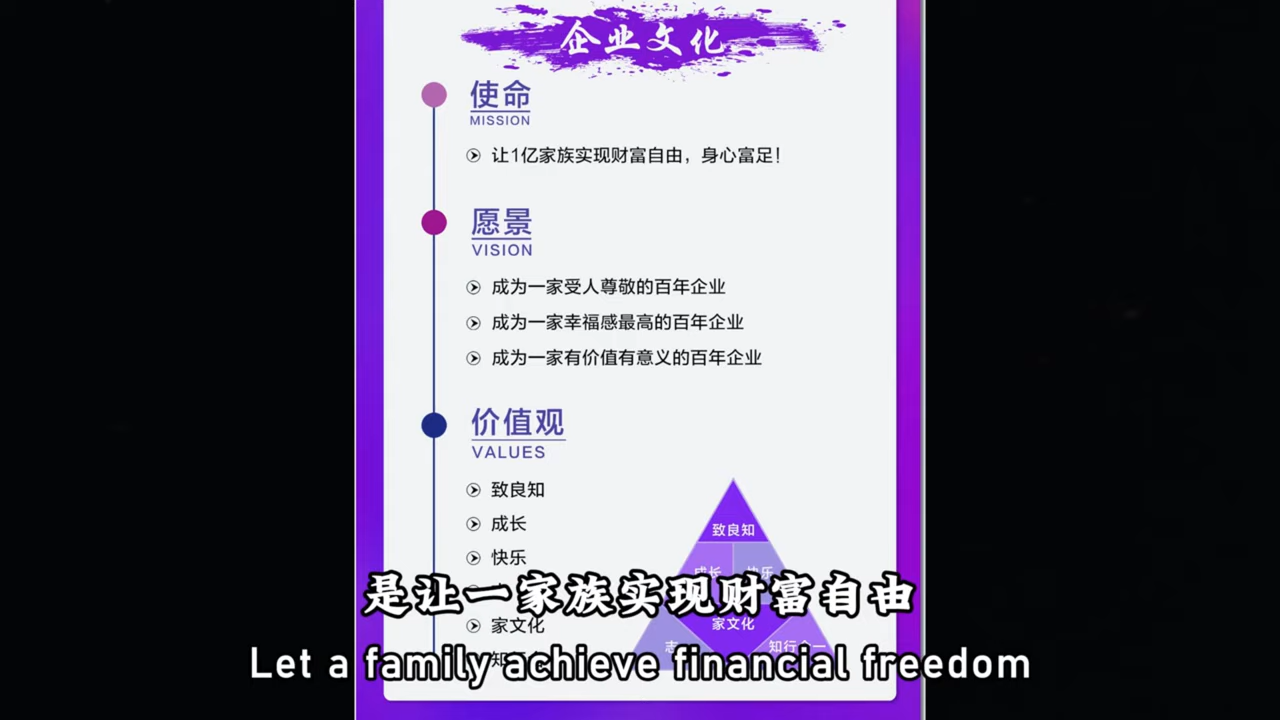 企业文化
使命
MISSION
让1亿家族实现财富自由，身心富足！
愿景
VISION
成为一家受人尊敬的百年企业
成为一家幸福感最高的百年企业
成为一家有价值有意义的百年企业
价值观
VALUES
致良知
成长
快乐
家文化
致良知
成长
快乐
家文化
是让一家族实现财富自由
Let a family achieve financial freedom